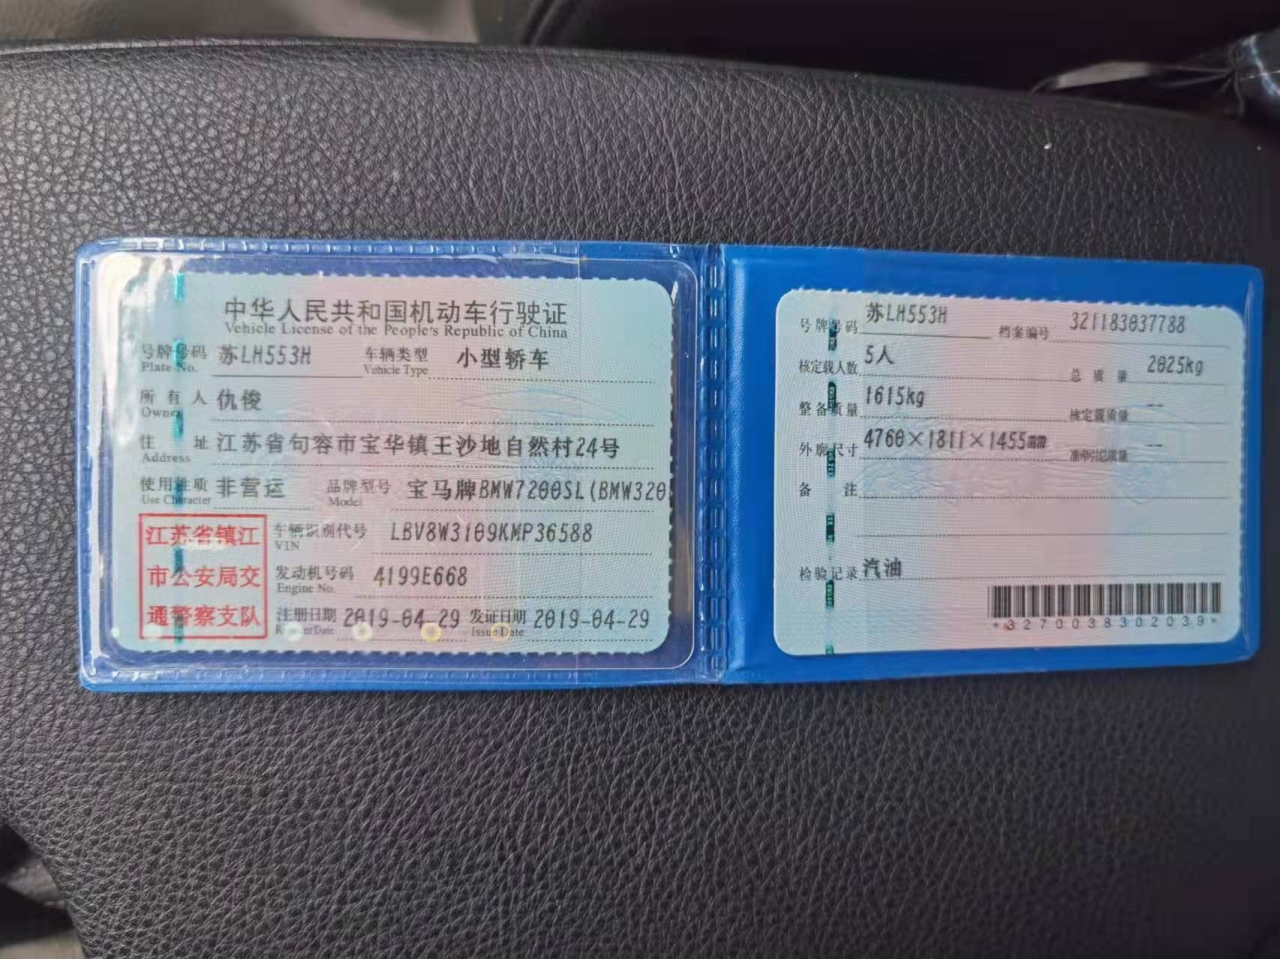 中华人民共和国机动车行驶证
Vehicle License of the People's Republic of China
号牌号码 苏LH553H 车辆类型 小型轿车
Plate No. Vehicle Type
所有人 仇俊
Owner
住址 江苏省句容市宝华镇王沙地自然村24号
Address
使用性质 非营运 品牌型号 宝马牌BMW7200SL(BMW320
Use Character Model
江苏省镇江
市公安局交
通警察支队
车辆识别代号 LBV8W3109KMP36588
VIN
发动机号码 4199E668
Engine No.
注册日期 2019-04-29 发证日期 2019-04-29
Register Date Issue Date
号牌号码 苏LH553H 档案编号 321183037788
核定载人数 5人 总质量 2025kg
整备质量 1615kg 核定载质量 --
外廓尺寸 4760×1811×1455mm 准牵引总质量 --
备注
检验记录 汽油
*3270038302039*